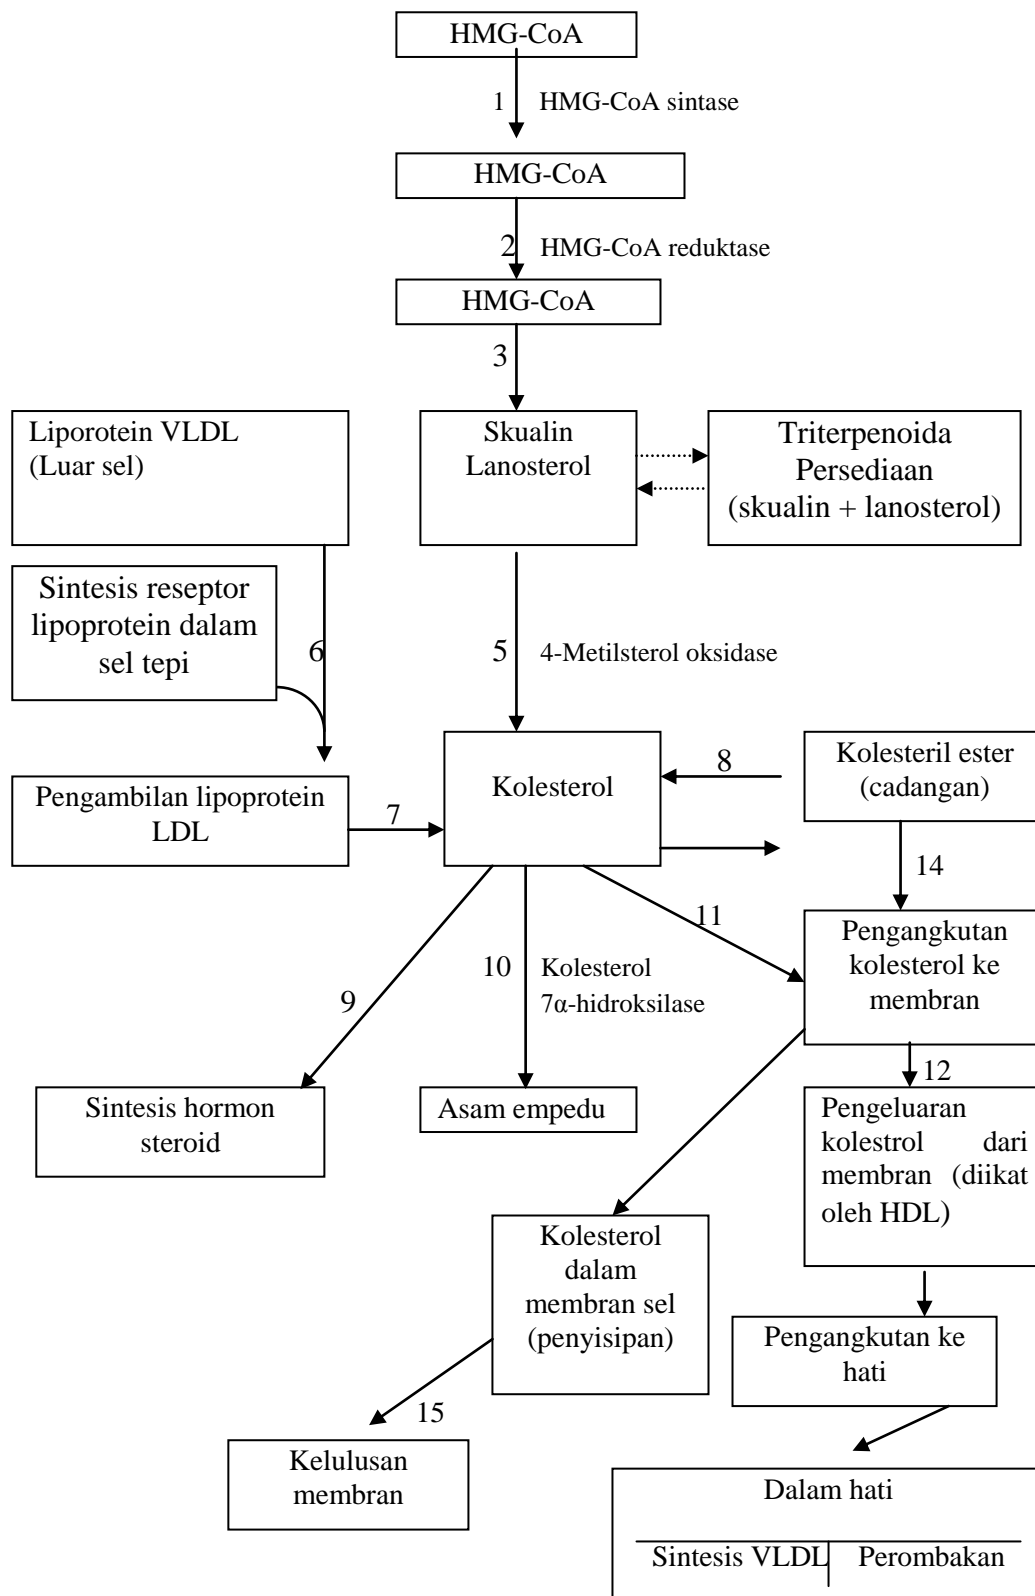 HMG-CoA
1 HMG-CoA sintase
HMG-CoA
2 HMG-CoA reduktase
HMG-CoA
3
Liporotein VLDL
(Luar sel)
Skualin
Lanosterol
Triterpenoida
Persediaan
(skualin + lanosterol)
Sintesis reseptor
lipoprotein dalam
sel tepi
6
5 4-Metilsterol oksidase
Pengambilan lipoprotein
LDL
7
Kolesterol
8
Kolesteril ester
(cadangan)
14
9
10 Kolesterol
7α-hidroksilase
11
Pengangkutan
kolesterol ke
membran
12
Sintesis hormon
steroid
Asam empedu
Pengeluaran
kolestrol dari
membran (diikat
oleh HDL)
Kolesterol
dalam
membran sel
(penyisipan)
Pengangkutan ke
hati
15
Kelulusan
membran
Dalam hati
Sintesis VLDL
Perombakan